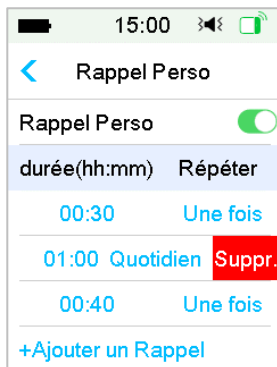 15:00
Rappel Perso
Rappel Perso
durée(hh:mm) Répéter
00:30 Une fois
01:00 Quotidien Suppr.
00:40 Une fois
+Ajouter un Rappel